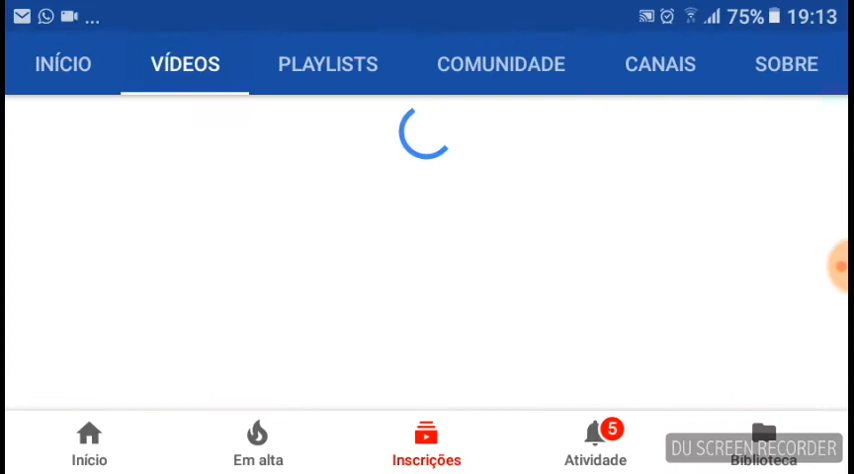 ... 75% 19:13
INÍCIO VÍDEOS PLAYLISTS COMUNIDADE CANAIS SOBRE
5
DU SCREEN RECORDER
Início Em alta Inscrições Atividade Biblioteca